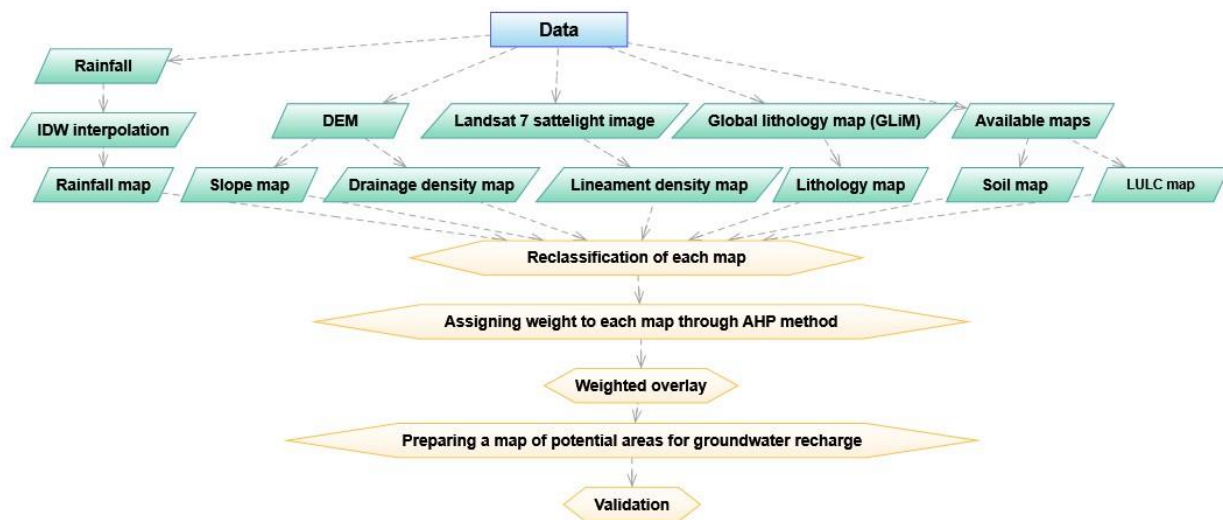 Data
Rainfall
IDW interpolation
DEM
Landsat 7 sattelight image
Global lithology map (GLiM)
Available maps
Rainfall map
Slope map
Drainage density map
Lineament density map
Lithology map
Soil map
LULC map
Reclassification of each map
Assigning weight to each map through AHP method
Weighted overlay
Preparing a map of potential areas for groundwater recharge
Validation